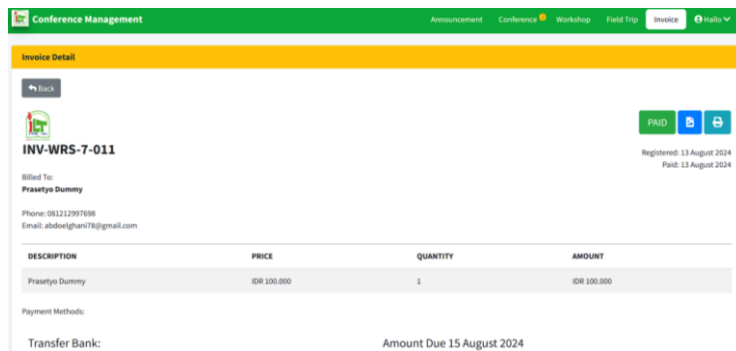 Conference Management
Announcement Conference Workshop Field Trip Invoice Hallo
Invoice Detail
Back
PAID
INV-WRS-7-011
Registered: 13 August 2024
Paid: 13 August 2024
Billed To:
Prasetyo Dummy
Phone: 081212997698
Email: abdoelghani78@gmail.com
DESCRIPTION PRICE QUANTITY AMOUNT
Prasetyo Dummy IDR 100.000 1 IDR 100.000
Payment Methods:
Transfer Bank: Amount Due 15 August 2024